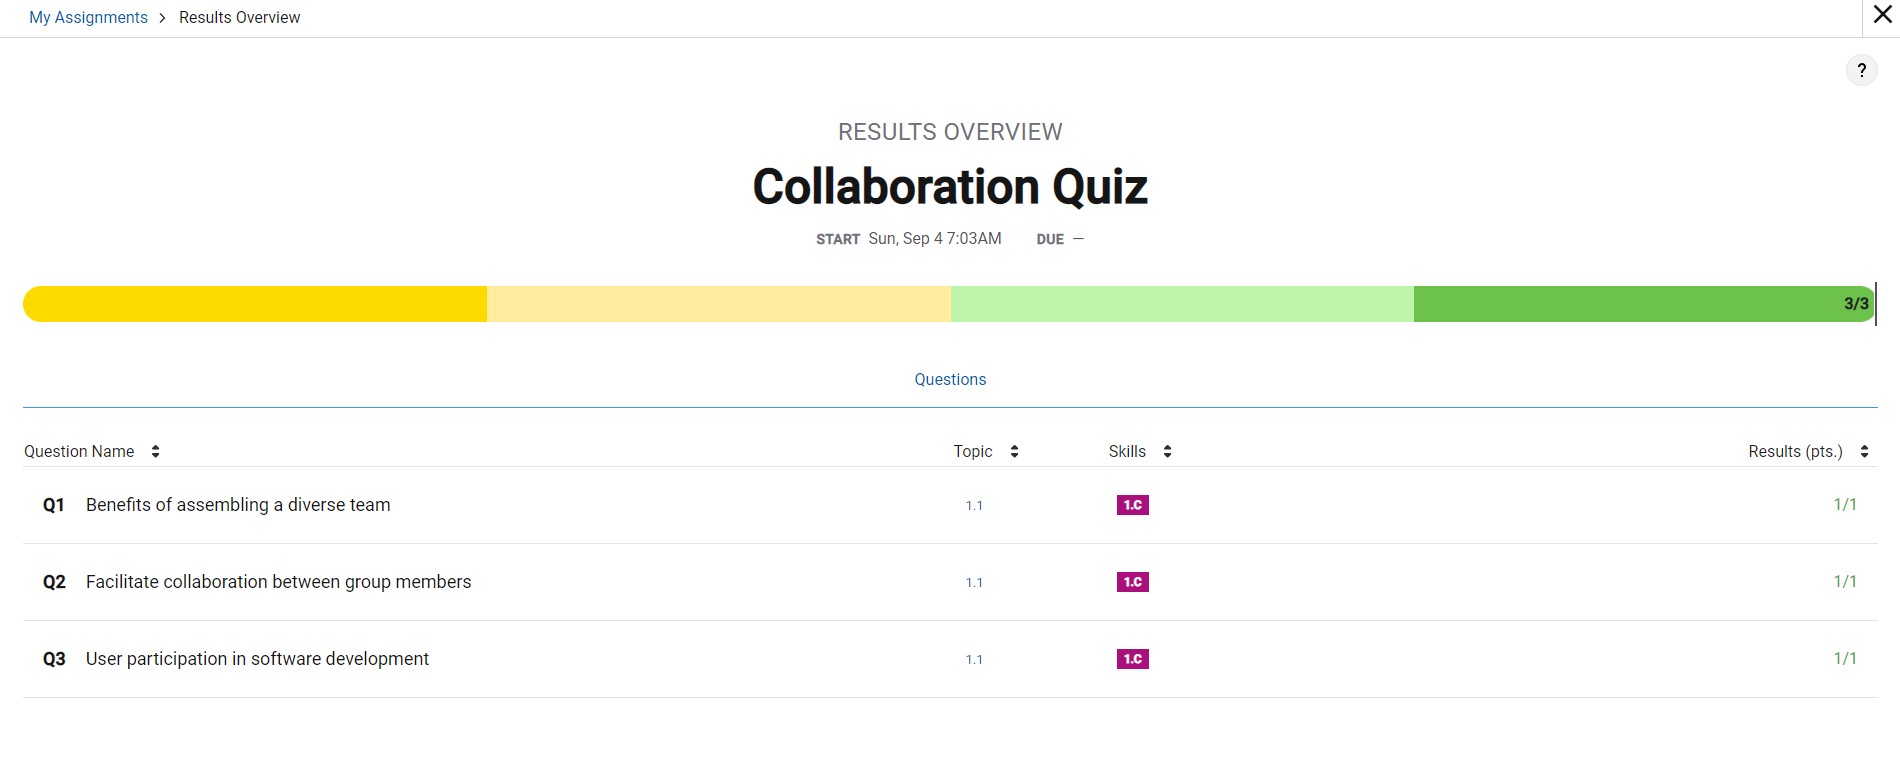 My Assignments > Results Overview
?
RESULTS OVERVIEW
Collaboration Quiz
START Sun, Sep 4 7:03AM DUE —
3/3
Questions
Question Name Topic Skills Results (pts.)
Q1 Benefits of assembling a diverse team 1.1 1.C 1/1
Q2 Facilitate collaboration between group members 1.1 1.C 1/1
Q3 User participation in software development 1.1 1.C 1/1